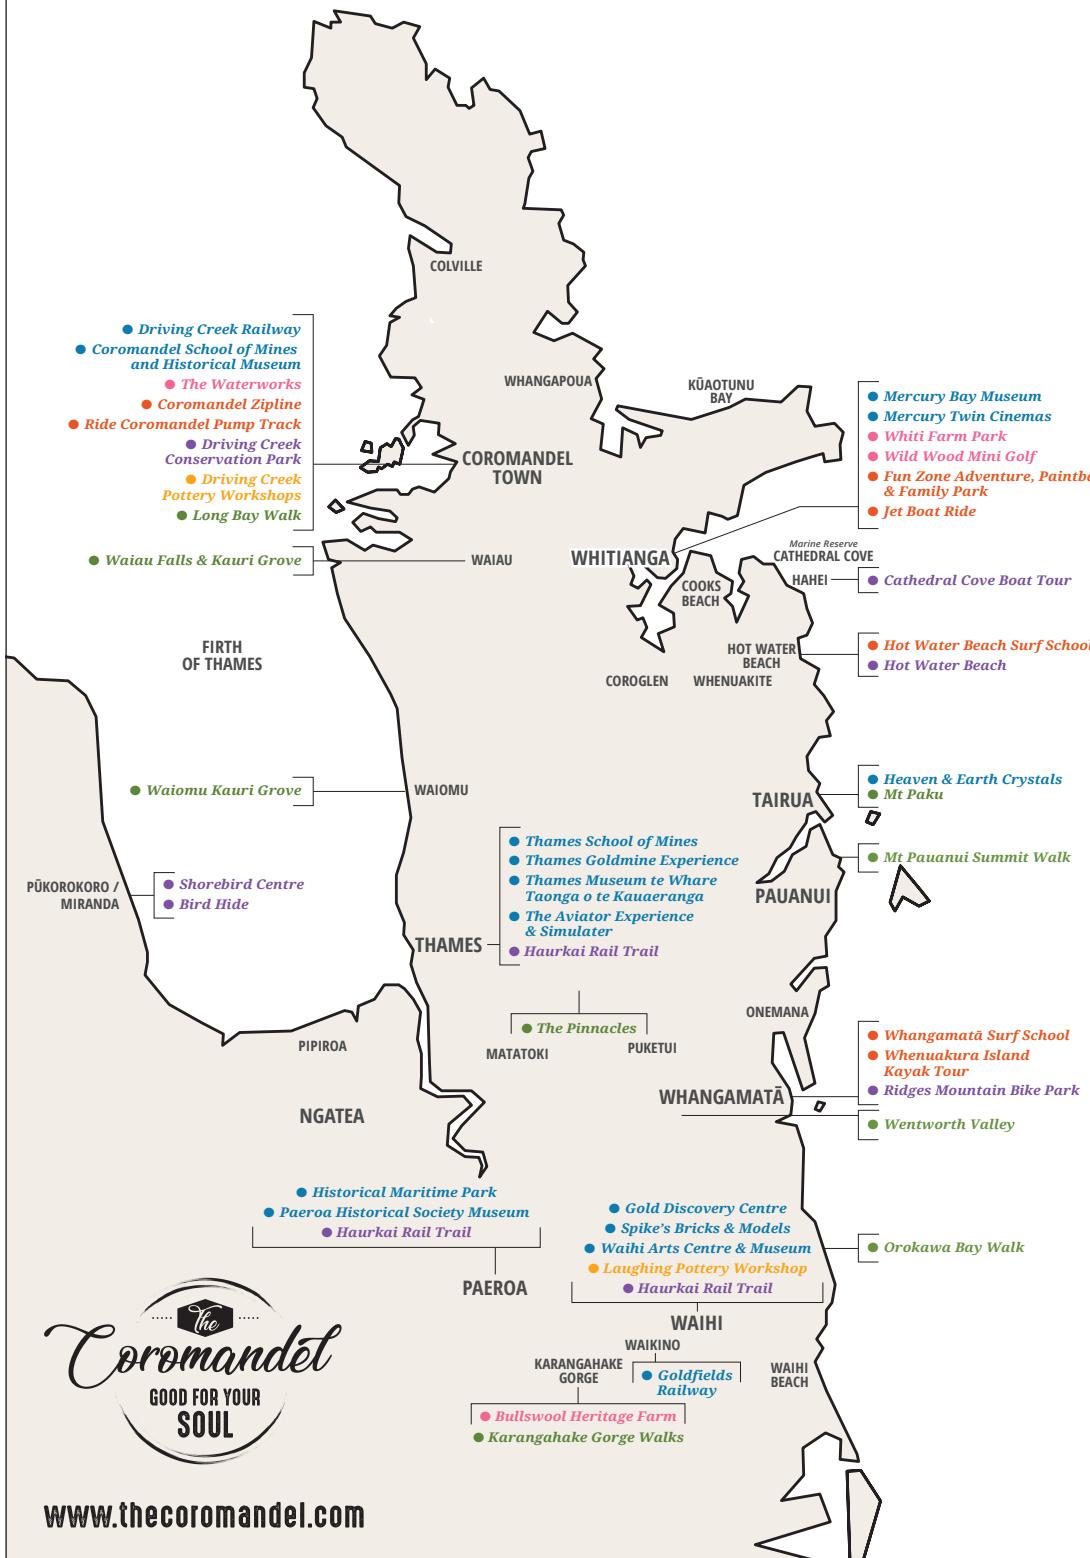 COLVILLE
Driving Creek Railway
Coromandel School of Mines
and Historical Museum
The Waterworks
Coromandel Zipline
Ride Coromandel Pump Track
Driving Creek
Conservation Park
Driving Creek
Pottery Workshops
Long Bay Walk
WHANGAPOUA
KŪAOTUNU
BAY
COROMANDEL
TOWN
Mercury Bay Museum
Mercury Twin Cinemas
Whiti Farm Park
Wild Wood Mini Golf
Fun Zone Adventure,
& Family Park
Jet Boat Ride
Waiau Falls & Kauri Grove
WAIAU
WHITIANGA
Marine Reserve
CATHEDRAL COVE
HAHEI
Cathedral Cove Boat Tour
COOKS
BEACH
FIRTH
OF THAMES
HOT WATER
BEACH
Hot Water Beach Surf School
Hot Water Beach
COROGLEN
WHENUAKITE
Waiomu Kauri Grove
WAIOMU
TAIRUA
Heaven & Earth Crystals
Mt Paku
Thames School of Mines
Thames Goldmine Experience
Thames Museum te Whare
Taonga o te Kauaeranga
The Aviator Experience
& Simulater
Haurkai Rail Trail
THAMES
Mt Pauanui Summit Walk
PAUANUI
PŪKOROKORO /
MIRANDA
Shorebird Centre
Bird Hide
ONEMANA
The Pinnacles
MATATOKI
PUKETUI
PIPIROA
Whangamatā Surf School
Whenuakura Island
Kayak Tour
Ridges Mountain Bike Park
WHANGAMATĀ
NGATEA
Wentworth Valley
Historical Maritime Park
Paeroa Historical Society Museum
Haurkai Rail Trail
PAEROA
Gold Discovery Centre
Spike's Bricks & Models
Waihi Arts Centre & Museum
Laughing Pottery Workshop
Haurkai Rail Trail
WAIHI
Orokawa Bay Walk
WAIKINO
Goldfields
Railway
KARANGAHAKE
GORGE
Bullswool Heritage Farm
Karangahake Gorge Walks
WAIHI
BEACH
The
Coromandel
GOOD FOR YOUR
SOUL
www.thecoromandel.com